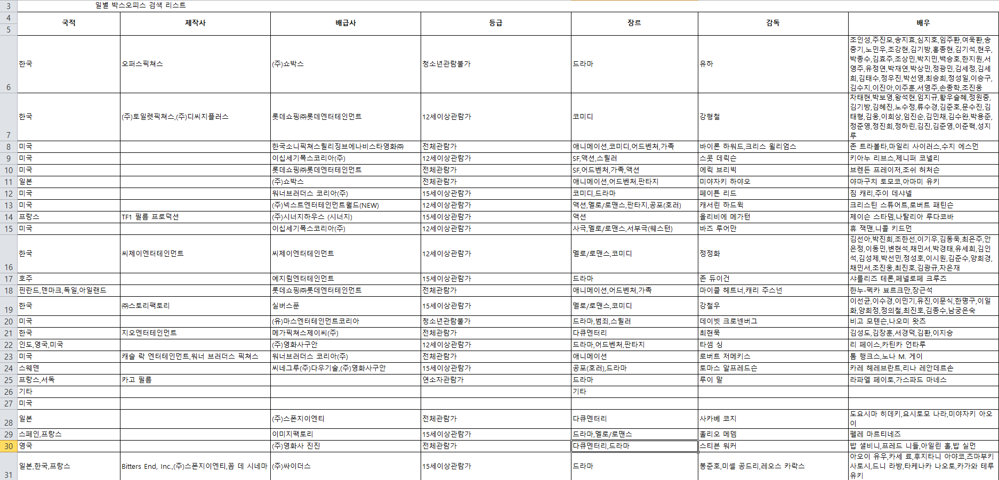 3 일별 박스오피스 검색 리스트
4
5 국적 제작사 배급사 등급 장르 감독 배우
6 한국 오퍼스픽쳐스 (주)쇼박스 청소년관람불가 드라마 유하 조인성,주진모,송지효,심지호,임주환,여욱환,송
중기,노민우,조강현,김기방,홍종현,김기석,현우,
박종수,김효주,조상민,박지민,백승호,한지원,서
영주,유정연,박재연,박상민,정광민,김세정,김세
희,김태수,정우진,박선영,최승희,정성일,이승구,
김수지,이진아,이주훈,서영주,손종학,조진웅
7 한국 (주)토일렛픽쳐스,(주)디씨지플러스 롯데쇼핑㈜롯데엔터테인먼트 12세이상관람가 코미디 강형철 차태현,박보영,왕석현,임지규,황우슬혜,정원중,
김기방,김혜진,노수정,류수경,김준호,문수진,김
태형,김웅,이희상,임진순,김민채,김수완,박용준,
정준영,정진희,정하린,김진,김준영,이준혁,성지
루
8 미국 한국소니픽쳐스릴리징브에나비스타영화㈜ 전체관람가 애니메이션,코미디,어드벤처,가족 바이론 하워드,크리스 윌리엄스 존 트라볼타,마일리 사이러스,수지 에스먼
9 미국 이십세기폭스코리아(주) 12세이상관람가 SF,액션,스릴러 스콧 데릭슨 키아누 리브스,제니퍼 코넬리
10 미국 롯데쇼핑㈜롯데엔터테인먼트 전체관람가 SF,어드벤처,가족,액션 에릭 브리빅 브렌든 프레이저,조쉬 허처슨
11 일본 (주)쇼박스 전체관람가 애니메이션,어드벤처,판타지 미야자키 하야오 야마구치 토모코,아마미 유키
12 미국 워너브러더스 코리아(주) 15세이상관람가 코미디,드라마 페이튼 리드 짐 캐리,주이 데샤넬
13 미국 (주)넥스트엔터테인먼트월드(NEW) 12세이상관람가 액션,멜로/로맨스,판타지,공포(호러) 캐서린 하드윅 크리스틴 스튜어트,로버트 패틴슨
14 프랑스 TF1 필름 프로덕션 (주)시너지하우스 (시너지) 15세이상관람가 액션 올리비에 메가턴 제이슨 스타뎀,나탈리아 루다코바
15 미국 이십세기폭스코리아(주) 12세이상관람가 사극,멜로/로맨스,서부극(웨스턴) 바즈 루어만 휴 잭맨,니콜 키드먼
16 한국 씨제이엔터테인먼트 씨제이엔터테인먼트 12세이상관람가 멜로/로맨스,코미디 정정화 김선아,박진희,조한선,이기우,김동욱,최은주,안
은정,이동민,변현석,채민서,박경태,유세희,김인
석,김성제,박선민,정성호,이시원,김준수,양희경,
채민서,조진웅,최진호,김광규,차은재
17 호주 예지림엔터테인먼트 15세이상관람가 드라마 존 듀이건 샤를리즈 테론,페넬로페 크루즈
18 핀란드,덴마크,독일,아일랜드 롯데쇼핑㈜롯데엔터테인먼트 전체관람가 애니메이션,어드벤처,가족 마이클 헤트너,캐리 주스넌 한누-펙카 뵤르크만,장근석
19 한국 ㈜스토리팩토리 실버스푼 15세이상관람가 멜로/로맨스,코미디 강철우 이선균,이수경,이민기,유진,이문식,한명구,이일
화,양희정,정의철,최진호,김종수,남궁은숙
20 미국 (유)마스엔터테인먼트코리아 청소년관람불가 드라마,범죄,스릴러 데이빗 크로넨버그 비고 모텐슨,나오미 왓츠
21 한국 지오엔터테인먼트 메가픽쳐스제이씨(주) 전체관람가 다큐멘터리 최현묵 김성도,김장훈,서경덕,김환,이지승
22 인도,영국,미국 (주)영화사구안 12세이상관람가 드라마,어드벤처,판타지 타셈 싱 리 페이스,카틴카 언타루
23 미국 캐슬 락 엔터테인먼트,워너 브러더스 픽쳐스 워너브러더스 코리아(주) 전체관람가 애니메이션 로버트 저메키스 톰 행크스,노나 M. 게이
24 스웨덴 씨네그루(주)다우기술,(주)영화사구안 15세이상관람가 공포(호러),드라마 토마스 알프레드슨 카레 헤레브란트,리나 레안데르손
25 프랑스,서독 카고 필름 연소자관람가 드라마 루이 말 라파엘 페이토,가스파드 마네스
26 기타 기타
27 미국
28 일본 (주)스폰지이엔티 전체관람가 다큐멘터리 사카베 코지 도요시마 히데키,요시토모 나라,미야자키 아오
이
29 스페인,프랑스 이미지팩토리 15세이상관람가 드라마,멜로/로맨스 훌리오 메뎀 펠레 마르티네즈
30 영국 (주)영화사 진진 전체관람가 다큐멘터리,드라마 스티븐 워커 밥 샐비니,프레드 니들,아일린 홀,밥 실먼
31 일본,한국,프랑스 Bitters End, Inc.,(주)스폰지이엔티,꼼 데 시네마 (주)싸이더스 15세이상관람가 드라마 봉준호,미셸 공드리,레오스 카락스 아오이 유우,카세 료,후지타니 아야코,츠마부키
사토시,드니 라방,타케나카 나오토,카가와 테루
유키